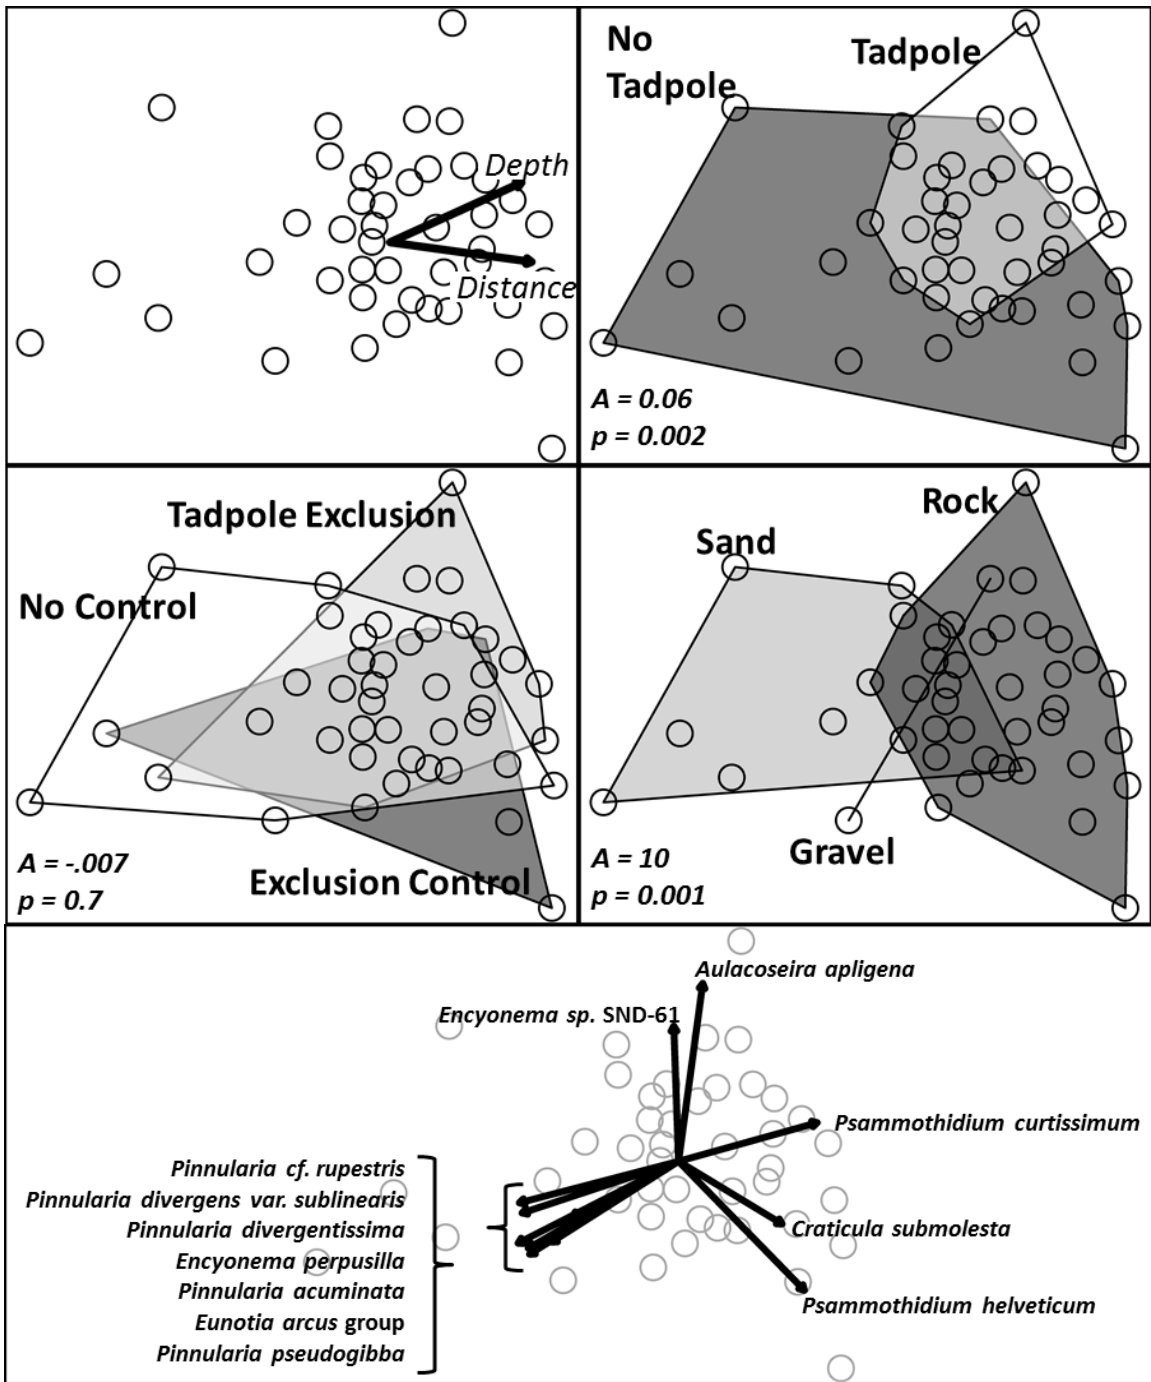 Depth
Distance
No
Tadpole
Tadpole
A = 0.06
p = 0.002
Tadpole Exclusion
No Control
Exclusion Control
A = -.007
p = 0.7
Rock
Sand
Gravel
A = 10
p = 0.001
Aulacoseira apligena
Encyonema sp. SND-61
Psammothidium curtissimum
Pinnularia cf. rupestris
Pinnularia divergens var. sublinearis
Pinnularia divergentissima
Encyonema perpusilla
Pinnularia acuminata
Eunotia arcus group
Pinnularia pseudogibba
Craticula submolesta
Psammothidium helveticum